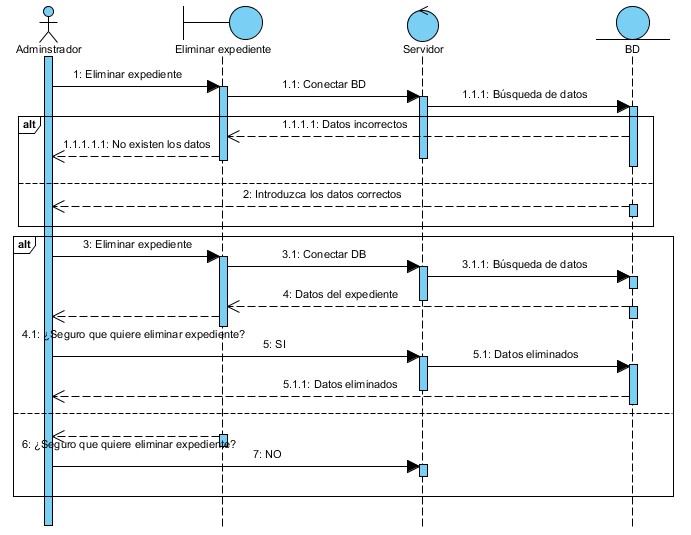 Adminstrador
Eliminar expediente
Servidor
BD
1: Eliminar expediente
1.1: Conectar BD
1.1.1: Búsqueda de datos
alt
1.1.1.1: Datos incorrectos
1.1.1.1.1: No existen los datos
2: Introduzca los datos correctos
alt
3: Eliminar expediente
3.1: Conectar DB
3.1.1: Búsqueda de datos
4: Datos del expediente
4.1: ¿Seguro que quiere eliminar expediente?
5: SI
5.1: Datos eliminados
5.1.1: Datos eliminados
6: ¿Seguro que quiere eliminar expediente?
7: NO